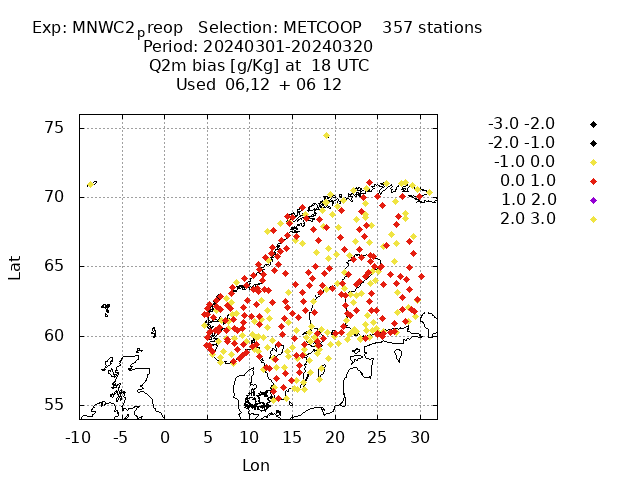 Exp: MNWC2preop   Selection: METCOOP    357 stations
Period: 20240301-20240320
Q2m bias [g/Kg] at  18 UTC
Used  06,12  + 06 12
-3.0 -2.0
-2.0 -1.0
-1.0 0.0
0.0 1.0
1.0 2.0
2.0 3.0
75
70
65
60
55
Lat
-10 -5 0 5 10 15 20 25 30
Lon